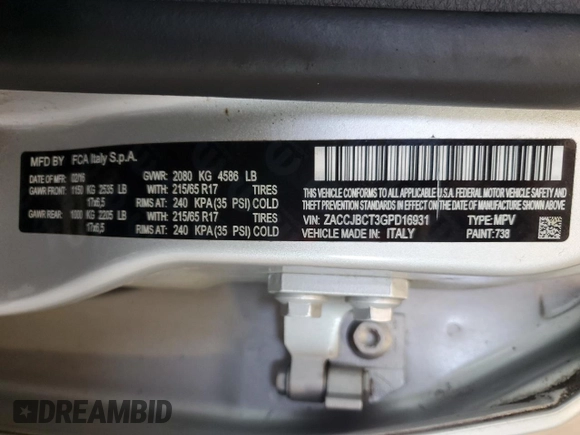 MFD BY FCA Italy S.p.A.
DATE OF MFR: 02/16 GVWR: 2080 KG 4586 LB
GAWR FRONT: 1150 KG 2535 LB WITH: 215/65 R17 TIRES
17x6,5 RIMS AT: 240 KPA (35 PSI) COLD
GAWR REAR: 1000 KG 2205 LB WITH: 215/65 R17 TIRES
17x6,5 RIMS AT: 240 KPA (35 PSI) COLD
THIS VEHICLE CONFORMS TO ALL APPLICABLE U.S.A. FEDERAL MOTOR VEHICLE
SAFETY, BUMPER AND THEFT PREVENTION
STANDARDS IN EFFECT ON THE DATE OF MANUFACTURE SHOWN ABOVE
VIN: ZACCJBCT3GPD16931 TYPE: MPV
VEHICLE MADE IN: ITALY PAINT: 738
DREAMBID